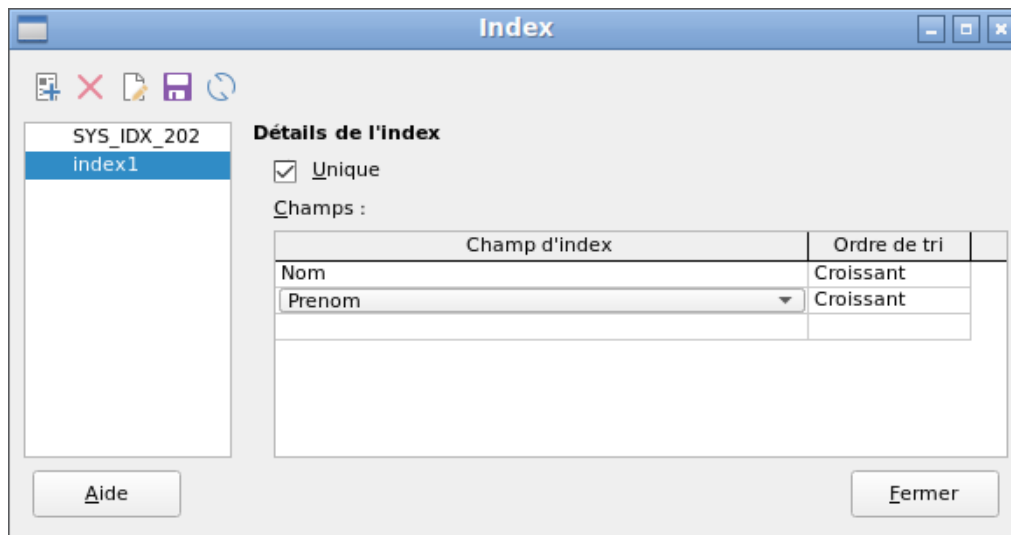 Index
SYS_IDX_202
index1
Détails de l'index
Unique
Champs :
Champ d'index Ordre de tri
Nom Croissant
Prenom Croissant
Aide Fermer